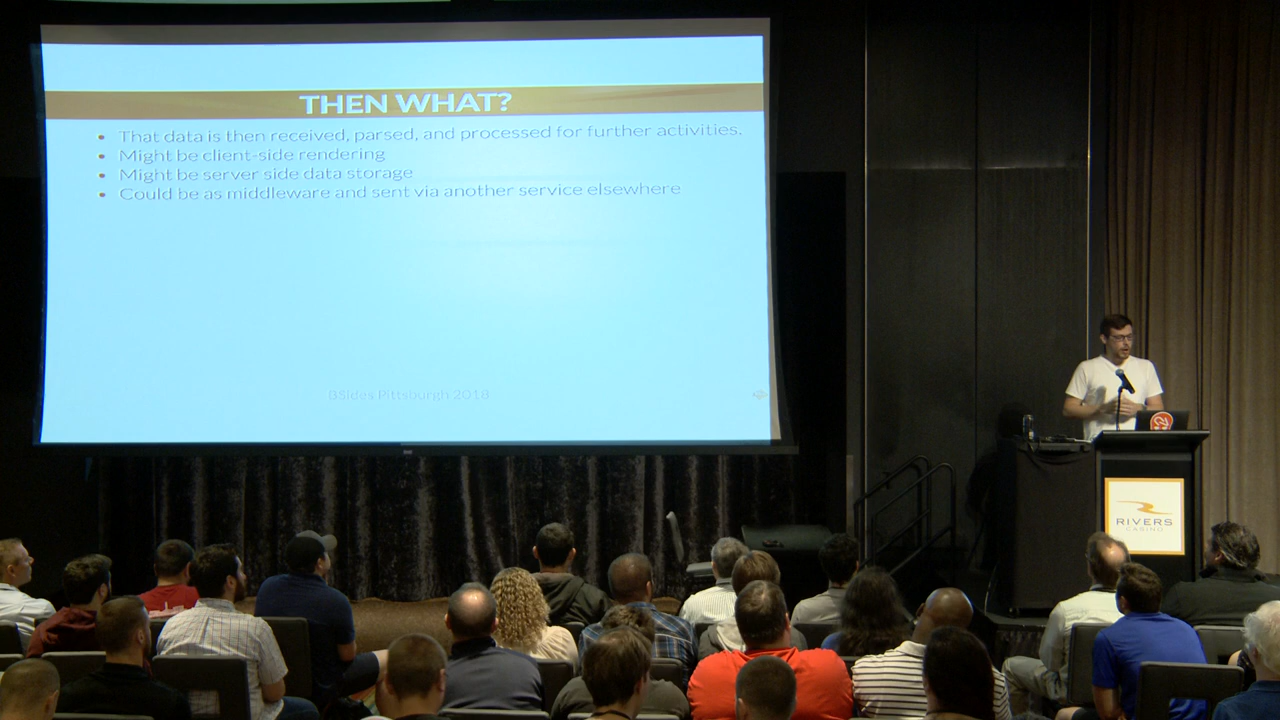 THEN WHAT?
• That data is then received, parsed, and processed for further activities.
• Might be client-side rendering
• Might be server side data storage
• Could be as middleware and sent via another service elsewhere
BSides Pittsburgh 2018
RIVERS
CASINO